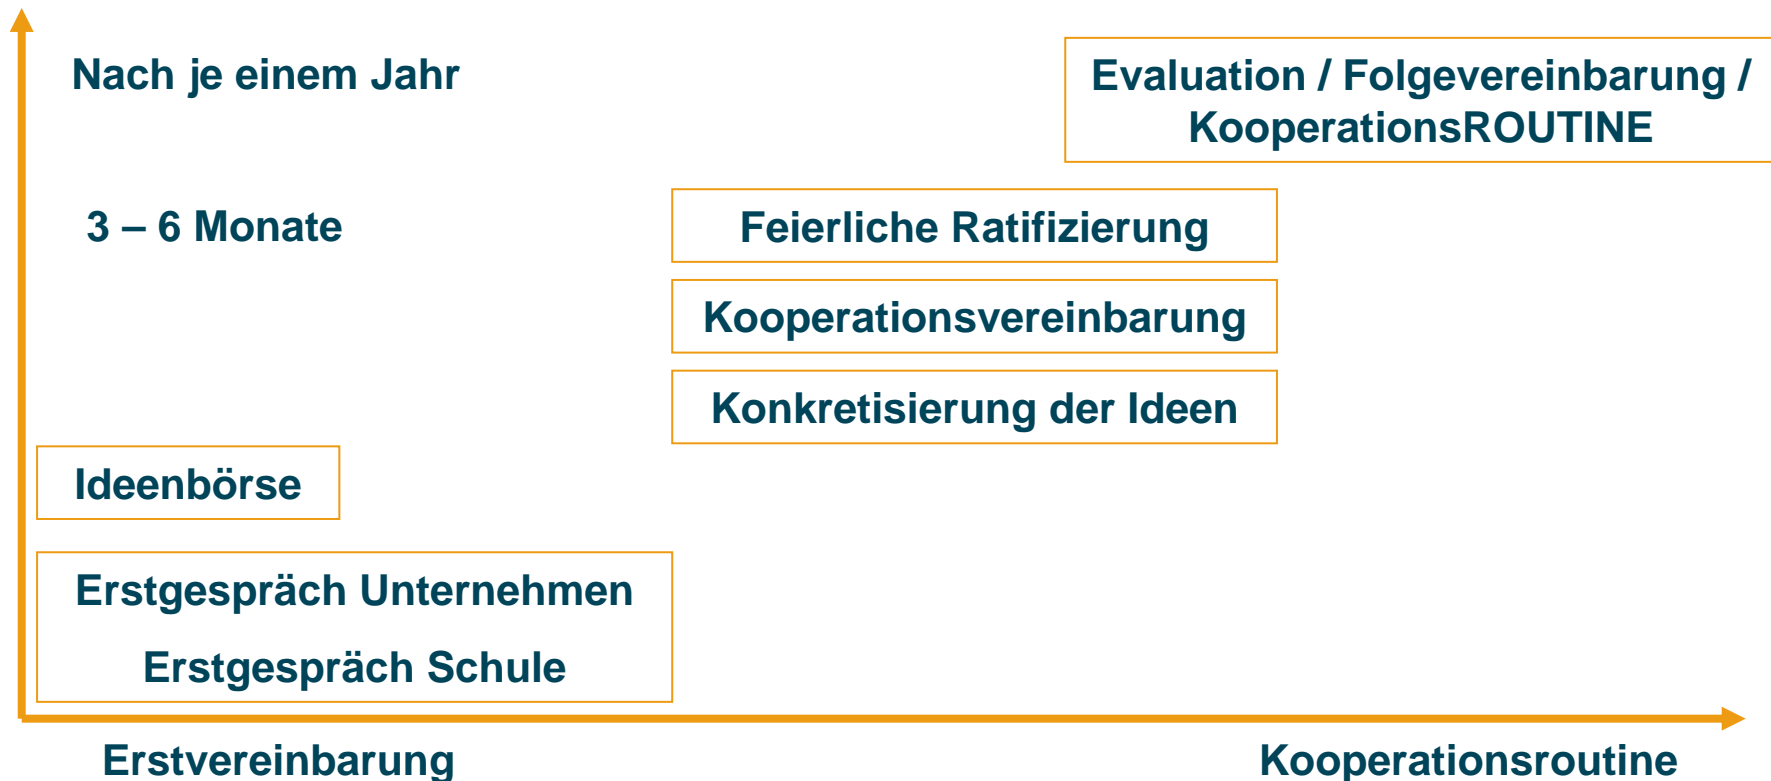 Nach je einem Jahr
Evaluation / Folgevereinbarung /
KooperationsROUTINE
3 – 6 Monate
Feierliche Ratifizierung
Kooperationsvereinbarung
Konkretisierung der Ideen
Ideenbörse
Erstgespräch Unternehmen
Erstgespräch Schule
Erstvereinbarung
Kooperationsroutine